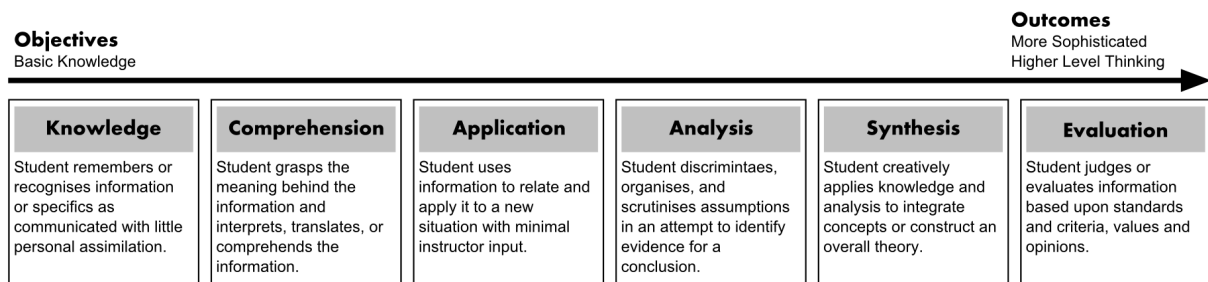 Objectives
Basic Knowledge
Outcomes
More Sophisticated
Higher Level Thinking
Knowledge
Student remembers or
recognises information
or specifics as
communicated with little
personal assimilation.
Comprehension
Student grasps the
meaning behind the
information and
interprets, translates, or
comprehends the
information.
Application
Student uses
information to relate and
apply it to a new
situation with minimal
instructor input.
Analysis
Student discrimintaes,
organises, and
scrutinises assumptions
in an attempt to identify
evidence for a
conclusion.
Synthesis
Student creatively
applies knowledge and
analysis to integrate
concepts or construct an
overall theory.
Evaluation
Student judges or
evaluates information
based upon standards
and criteria, values and
opinions.